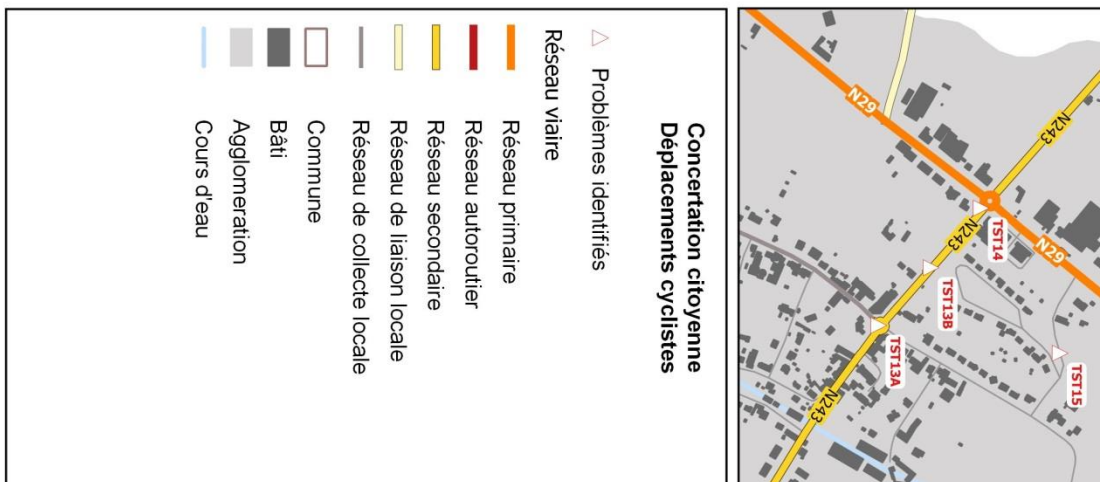 Concertation citoyenne
Déplacements cyclistes
Problèmes identifiés
Réseau viaire
Réseau primaire
Réseau autoroutier
Réseau secondaire
Réseau de liaison locale
Réseau de collecte locale
Commune
Bâti
Agglomeration
Cours d'eau
N29
N243
TST14
N243
N29
TST13B
TST15
TST13A
N243